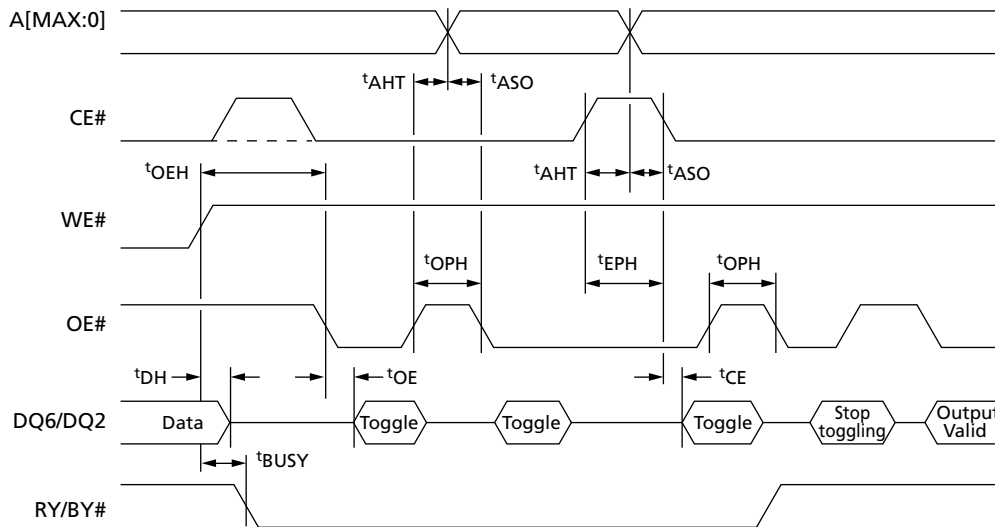 A[MAX:0]
tAHT
tASO
CE#
tOEH
tAHT
tASO
WE#
tOPH
tEPH
tOPH
OE#
tDH
tOE
tCE
DQ6/DQ2
Data
Toggle
Toggle
Toggle
Stop
toggling
Output
Valid
tBUSY
RY/BY#